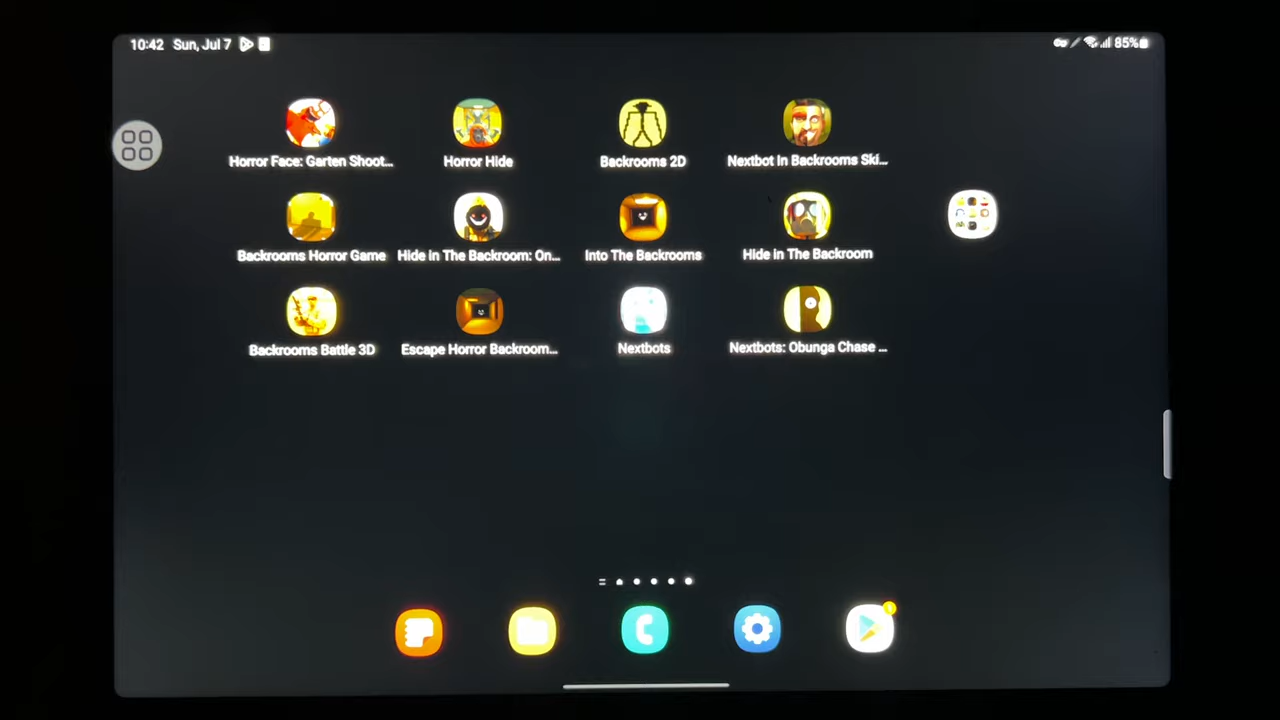 10:42 Sun, Jul 7
85%
Horror Face: Garten Shoot...
Horror Hide
Backrooms 2D
Nextbot In Backrooms Ski...
Backrooms Horror Game
Hide in The Backroom: On...
Into The Backrooms
Hide in The Backroom
Backrooms Battle 3D
Escape Horror Backroom...
Nextbots
Nextbots: Obunga Chase ...